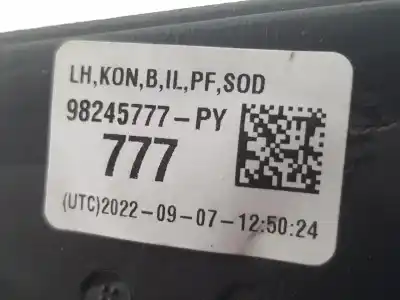 LH,KON,B,IL,PF,SOD
98245777-PY
777
(UTC)2022-09-07-12:50:24